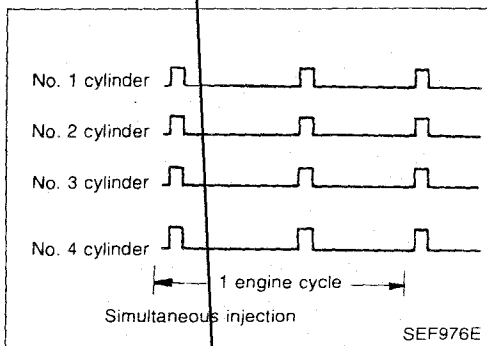 No. 1 cylinder
No. 2 cylinder
No. 3 cylinder
No. 4 cylinder
1 engine cycle
Simultaneous injection
SEF976E